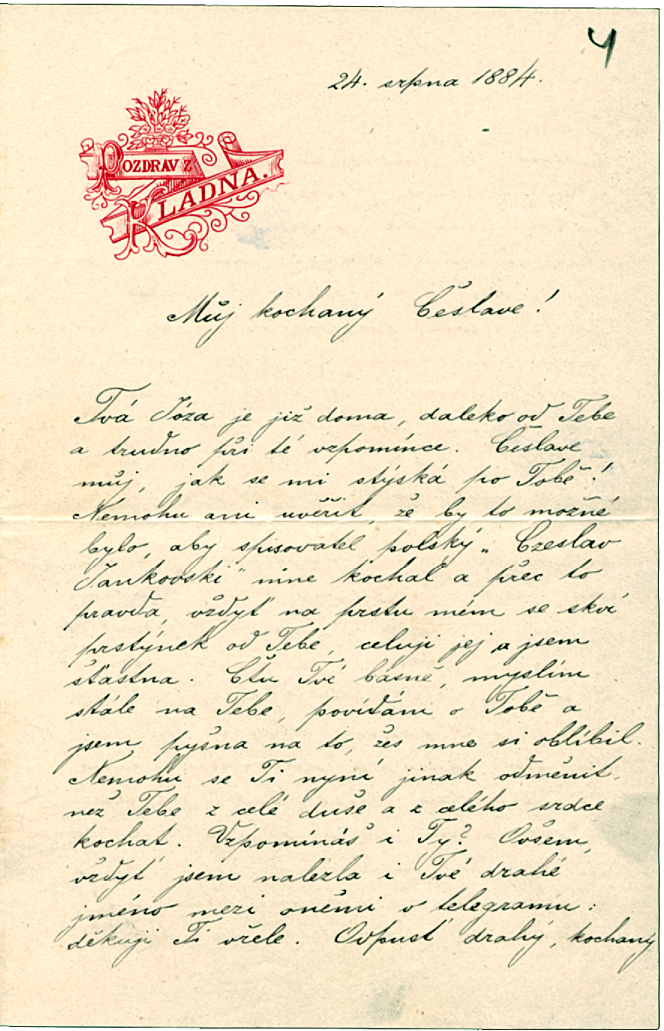 4
24. srpna 1884.
POZDRAV Z
KLADNA.
Můj kochaný Česlave!
Tvá Józa je již doma, daleko od Tebe
a trudno při té vzpomínce. Česlave
můj, jak se mi stýská po Tobě!
Nemohu ani uvěřit, že by to možné
bylo, aby spisovatel polský „Czeslav
Jankovski" mne kochal a přec to
pravda, vždyť na prstu mém se skví
prstýnek od Tebe, celuji jej a jsem
šťastna. Čtu Tvé básně, myslím
stále na Tebe, povídám o Tobě a
jsem pyšna na to, žes mne si oblíbil.
Nemohu se Ti nyní jinak odměnit,
než Tebe z celé duše a z celého srdce
kochat. Vzpomínáš i Ty? Ovšem,
vždyť jsem nalezla i Tvé drahé
jméno mezi oněmi v telegramu:
děkuji Ti vřele. Odpusť drahý, kochaný